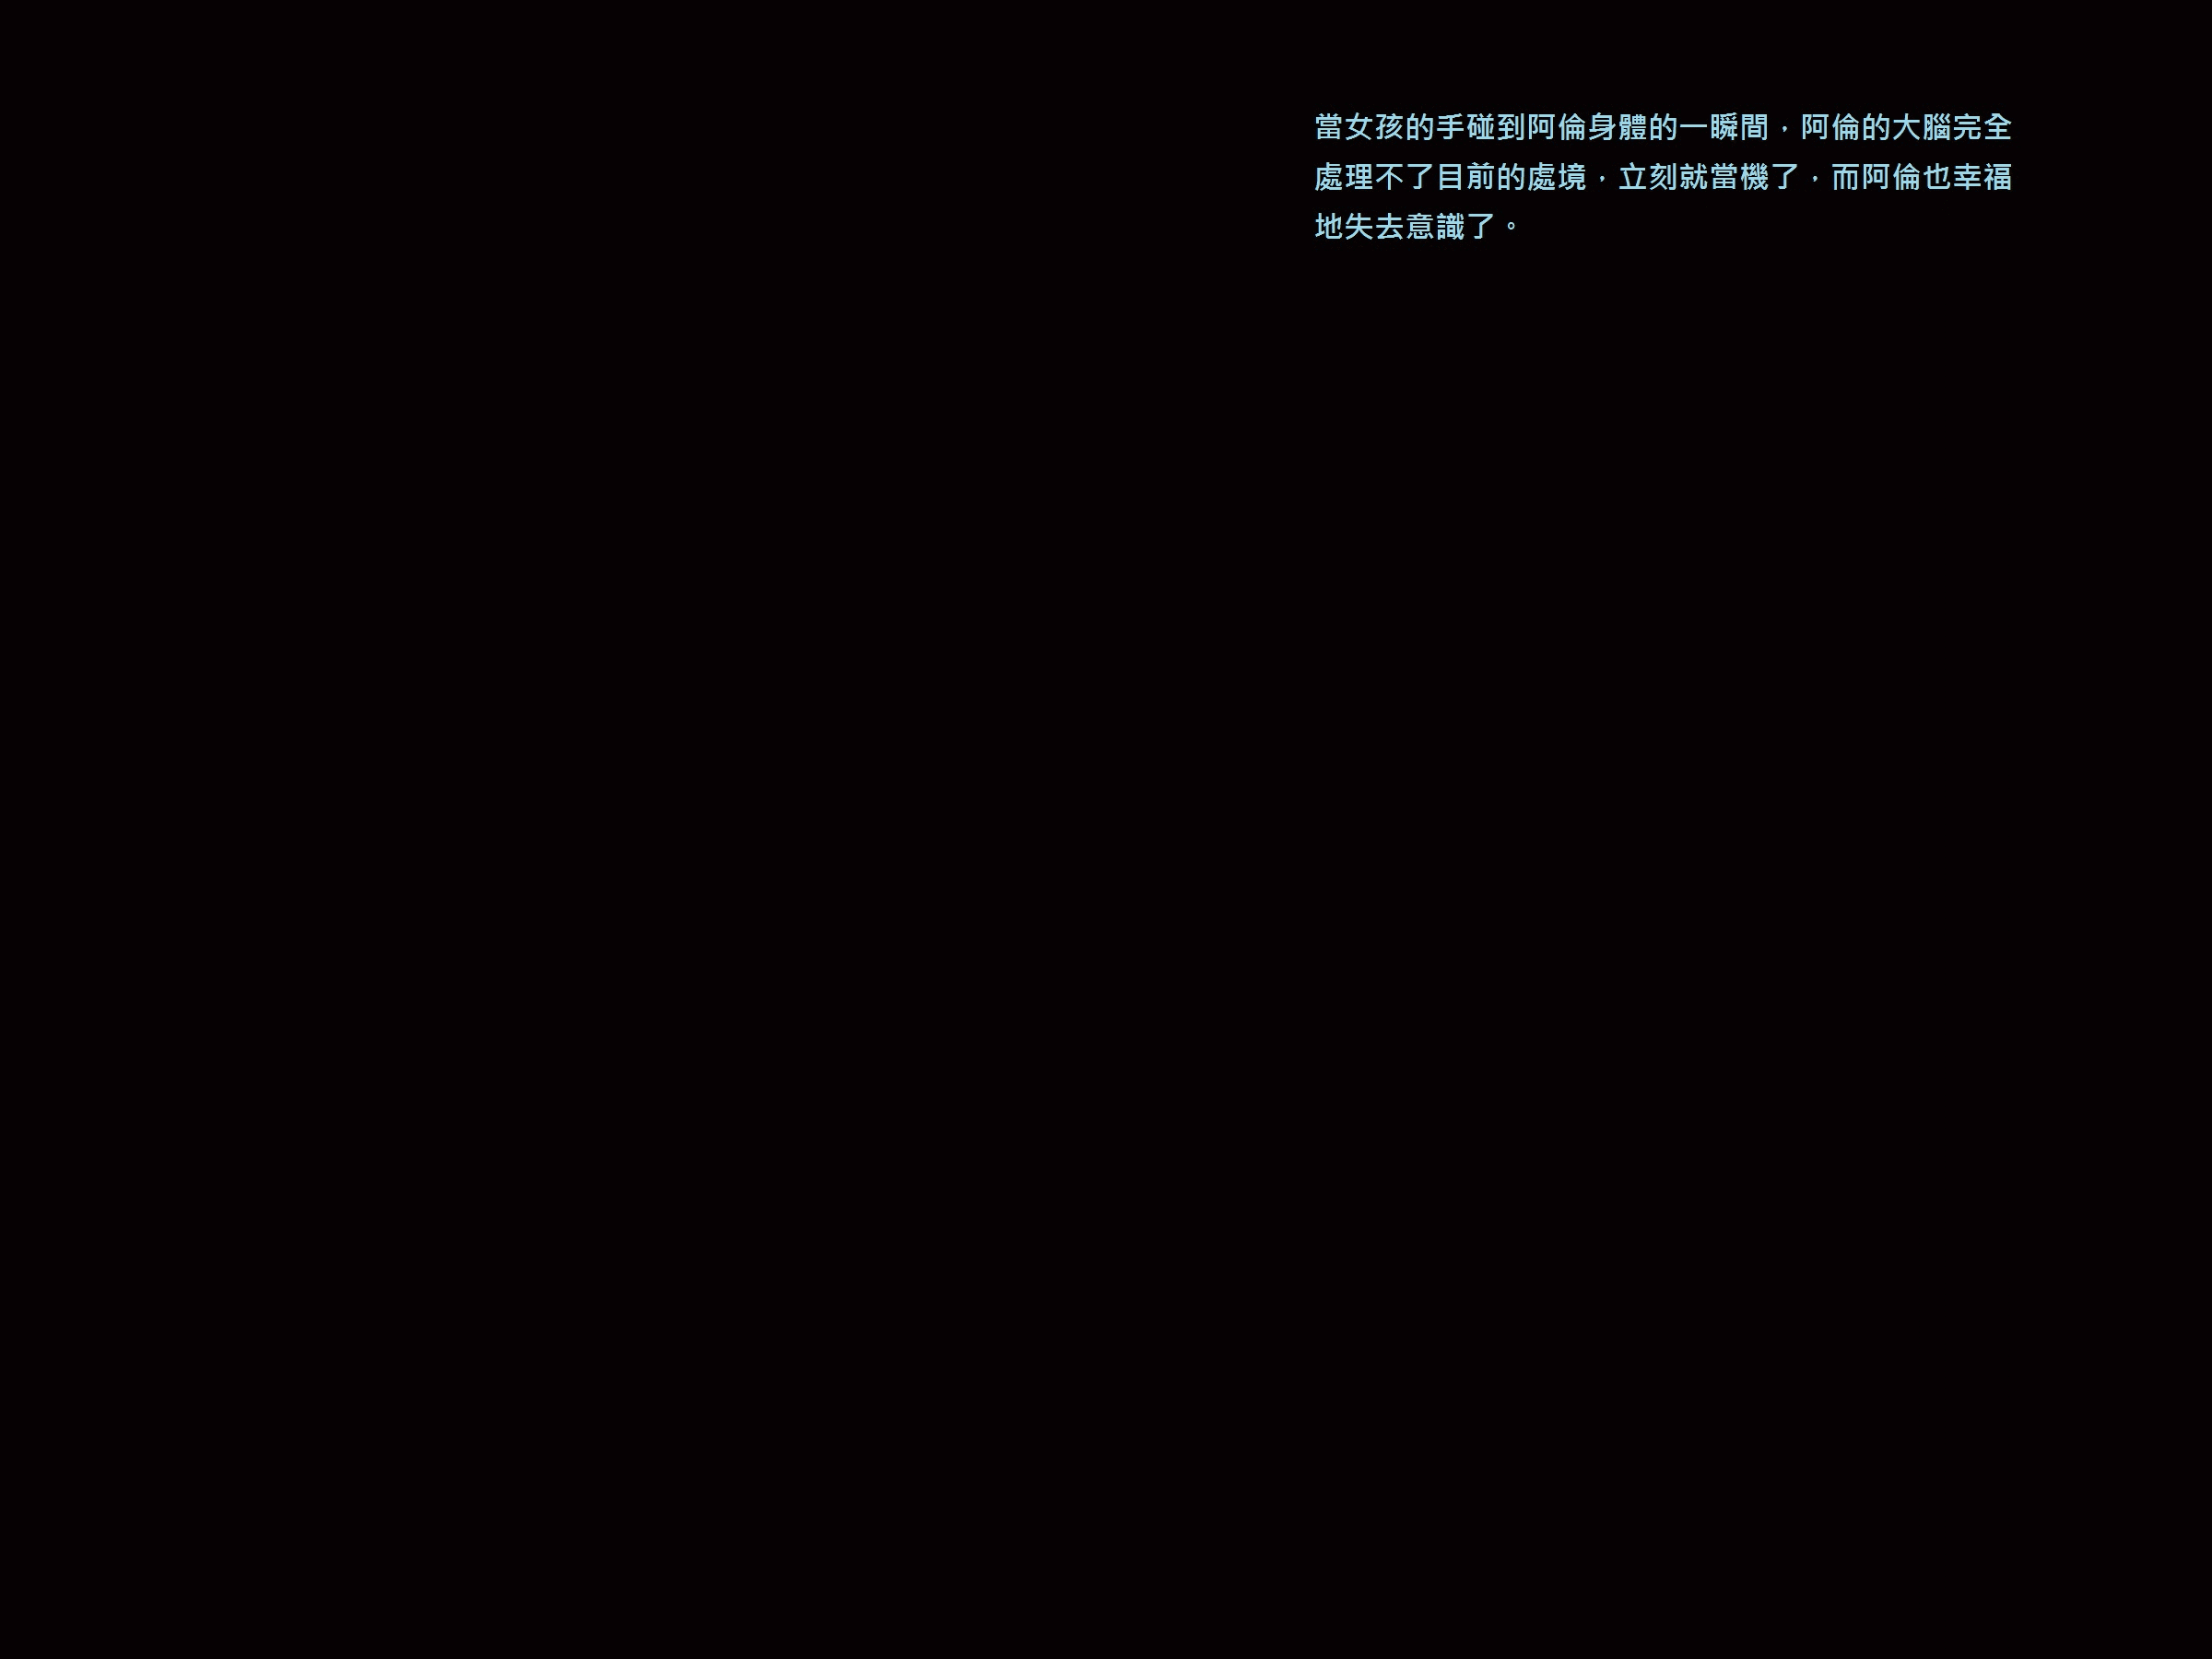 當女孩的手碰到阿倫身體的一瞬間，阿倫的大腦完全
處理不了目前的處境，立刻就當機了，而阿倫也幸福
地失去意識了。